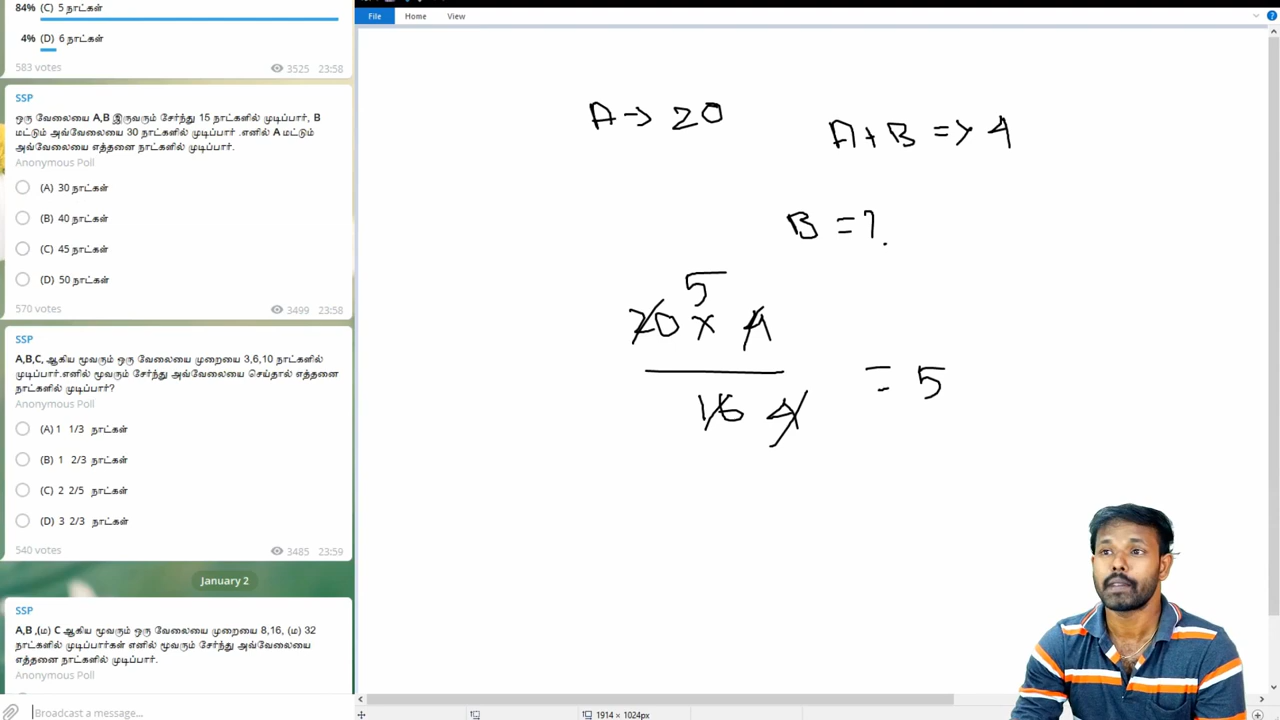 84% (C) 5 நாட்கள்
4% (D) 6 நாட்கள்
583 votes 3525 23:58
SSP
ஒரு வேலையை A,B இருவரும் சேர்ந்து 15 நாட்களில் முடிப்பார், B
மட்டும் அவ்வேலையை 30 நாட்களில் முடிப்பார் .எனில் A மட்டும்
அவ்வேலையை எத்தனை நாட்களில் முடிப்பார்.
Anonymous Poll
(A) 30 நாட்கள்
(B) 40 நாட்கள்
(C) 45 நாட்கள்
(D) 50 நாட்கள்
570 votes 3499 23:58
SSP
A,B,C, ஆகிய மூவரும் ஒரு வேலையை முறையை 3,6,10 நாட்களில்
முடிப்பார்.எனில் மூவரும் சேர்ந்து அவ்வேலையை செய்தால் எத்தனை
நாட்களில் முடிப்பார்?
Anonymous Poll
(A) 1 1/3 நாட்கள்
(B) 1 2/3 நாட்கள்
(C) 2 2/5 நாட்கள்
(D) 3 2/3 நாட்கள்
540 votes 3485 23:59
January 2
SSP
A,B ,(ம) C ஆகிய மூவரும் ஒரு வேலையை முறையை 8,16, (ம) 32
நாட்களில் முடிப்பார்கள் எனில் மூவரும் சேர்ந்து அவ்வேலையை
எத்தனை நாட்களில் முடிப்பார்.
Anonymous Poll
Broadcast a message...
File Home View
A → 20
A + B => 4
B = ?
5
20 × 4
16 4
= 5
1914 × 1024px